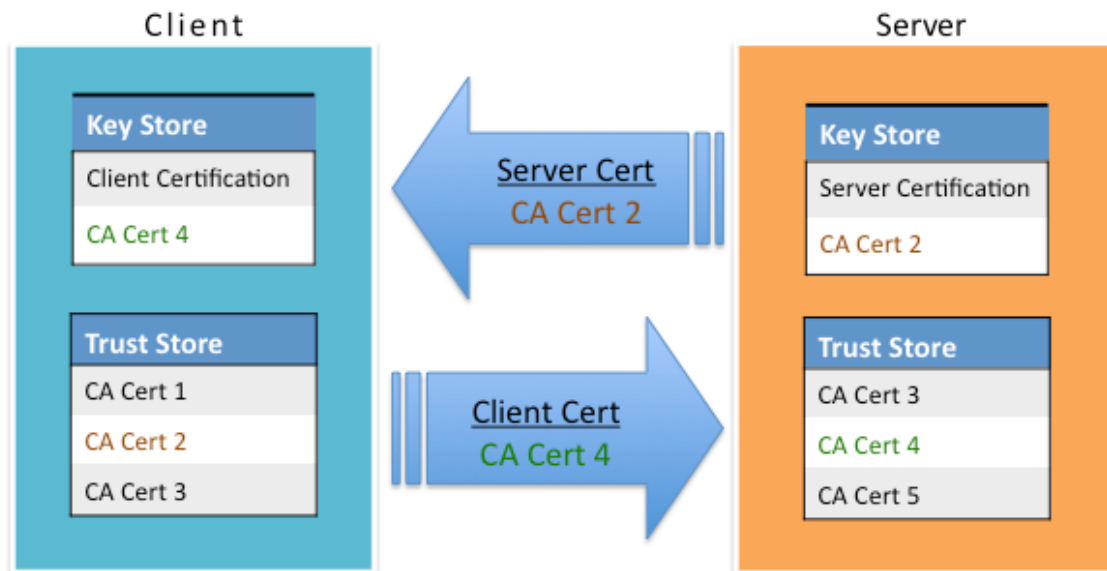 Client
Key Store
Client Certification
CA Cert 4
Trust Store
CA Cert 1
CA Cert 2
CA Cert 3
Server Cert
CA Cert 2
Client Cert
CA Cert 4
Server
Key Store
Server Certification
CA Cert 2
Trust Store
CA Cert 3
CA Cert 4
CA Cert 5